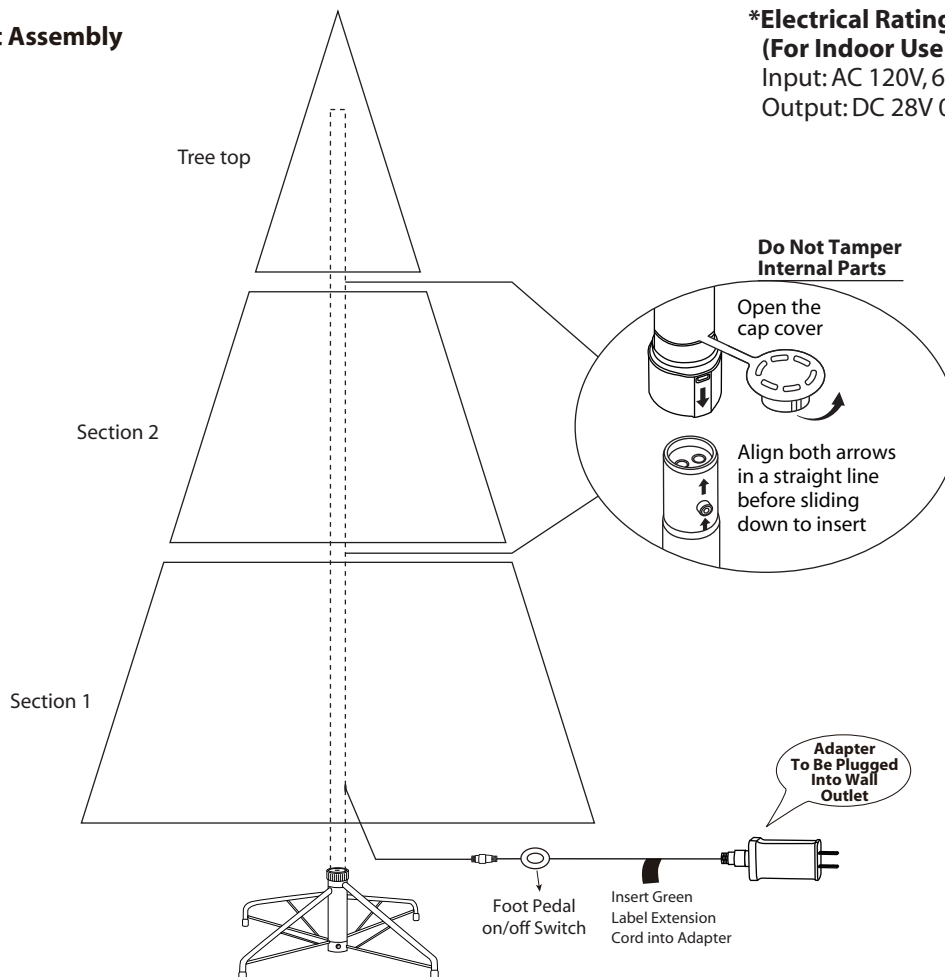 Assembly
*Electrical Rating
(For Indoor Use
Input: AC 120V, 6
Output: DC 28V 0
Tree top
Do Not Tamper
Internal Parts
Open the
cap cover
Section 2
Align both arrows
in a straight line
before sliding
down to insert
Section 1
Adapter
To Be Plugged
Into Wall
Outlet
Foot Pedal
on/off Switch
Insert Green
Label Extension
Cord into Adapter